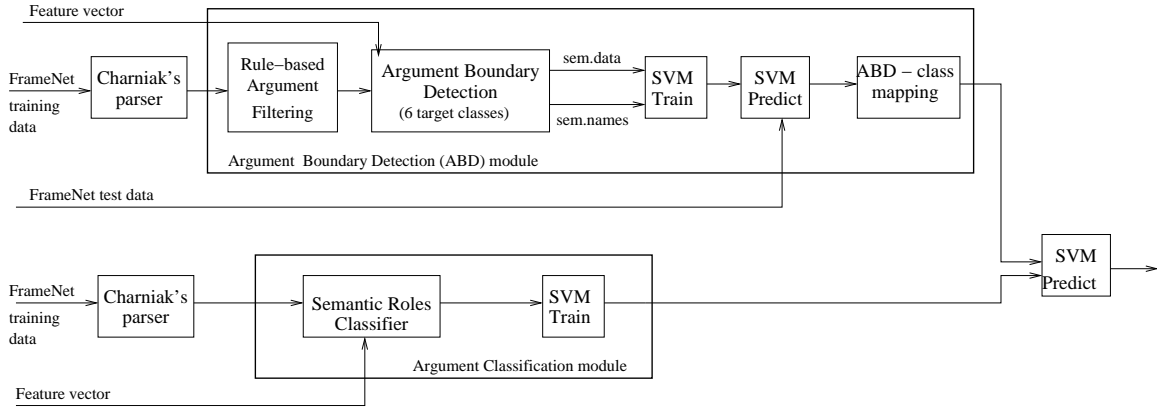 Feature vector
FrameNet
training
data
Charniak's
parser
Rule−based
Argument
Filtering
Argument Boundary
Detection
(6 target classes)
sem.data
sem.names
SVM
Train
SVM
Predict
ABD − class
mapping
Argument Boundary Detection (ABD) module
FrameNet test data
SVM
Predict
FrameNet
training
data
Charniak's
parser
Semantic Roles
Classifier
SVM
Train
Argument Classification module
Feature vector